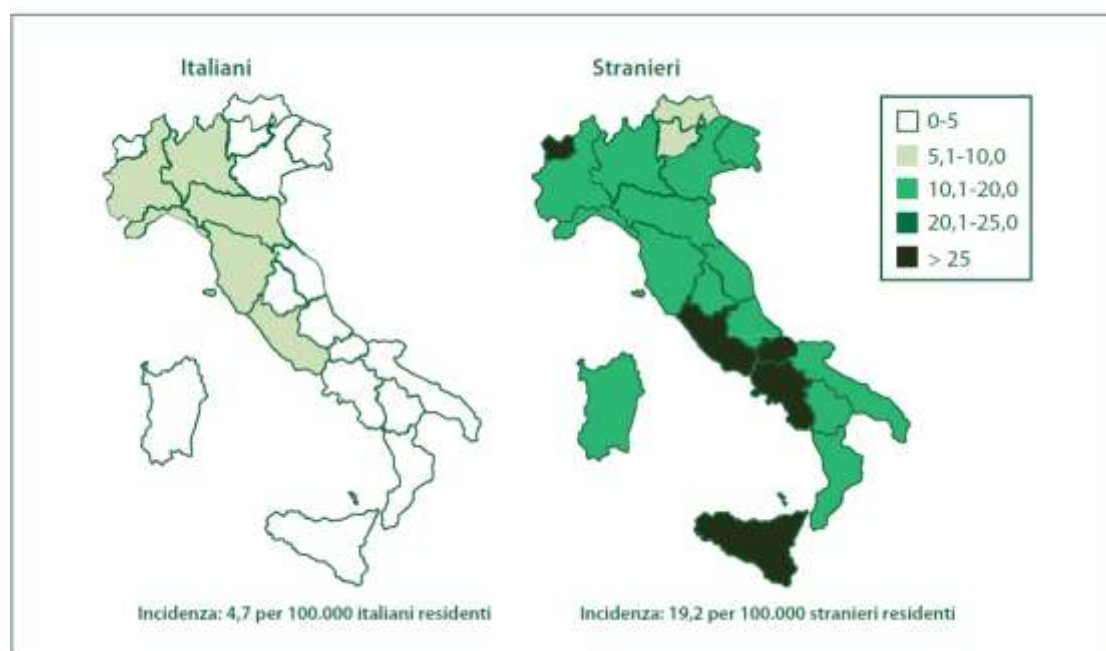 Italiani
Stranieri
0-5
5,1-10,0
10,1-20,0
20,1-25,0
> 25
Incidenza: 4,7 per 100.000 italiani residenti
Incidenza: 19,2 per 100.000 stranieri residenti